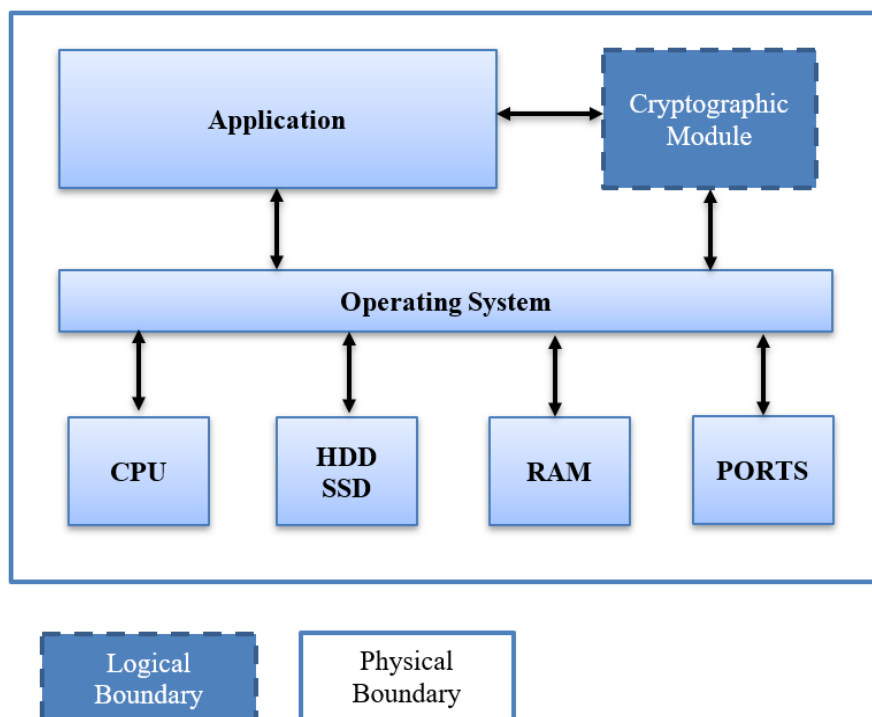 Application
Cryptographic
Module
Operating System
CPU
HDD
SSD
RAM
PORTS
Logical
Boundary
Physical
Boundary